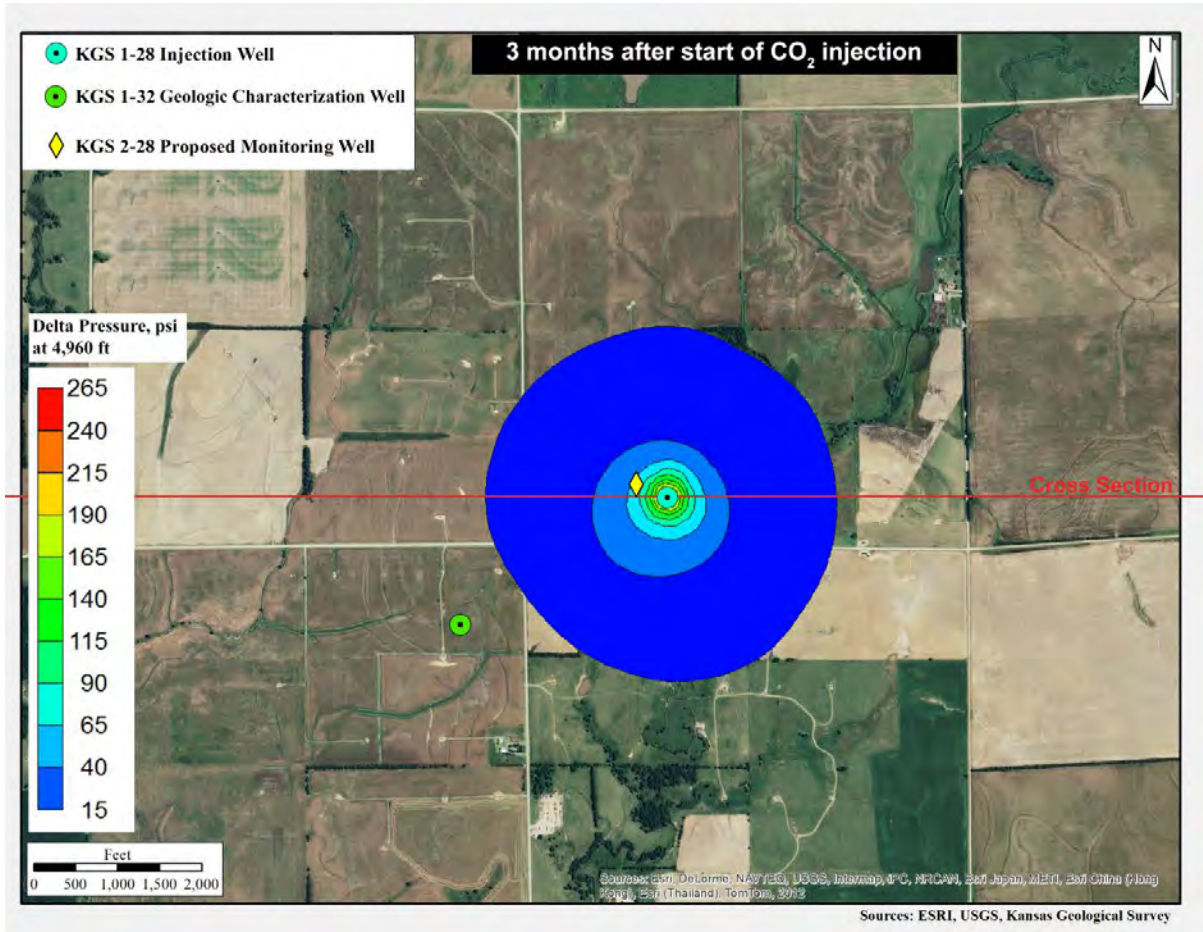 KGS 1-28 Injection Well
KGS 1-32 Geologic Characterization Well
KGS 2-28 Proposed Monitoring Well
3 months after start of CO₂ injection
N
Delta Pressure, psi
at 4,960 ft
265
240
215
190
165
140
115
90
65
40
15
Cross Section
Feet
0 500 1,000 1,500 2,000
Sources: Esri, DeLorme, NAVTEQ, USGS, Intermap, iPC, NRCAN, Esri Japan, METI, Esri China (Hong
Kong), Esri (Thailand), TomTom, 2012
Sources: ESRI, USGS, Kansas Geological Survey